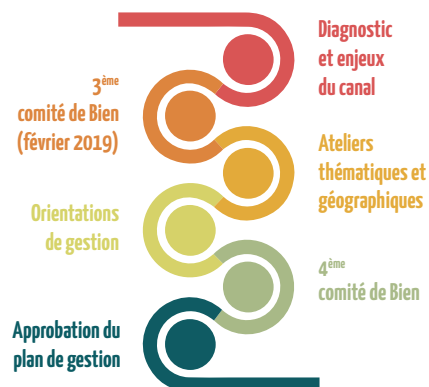 Diagnostic
et enjeux
du canal
3ème
comité de Bien
(février 2019)
Ateliers
thématiques et
géographiques
Orientations
de gestion
4ème
comité de Bien
Approbation du
plan de gestion